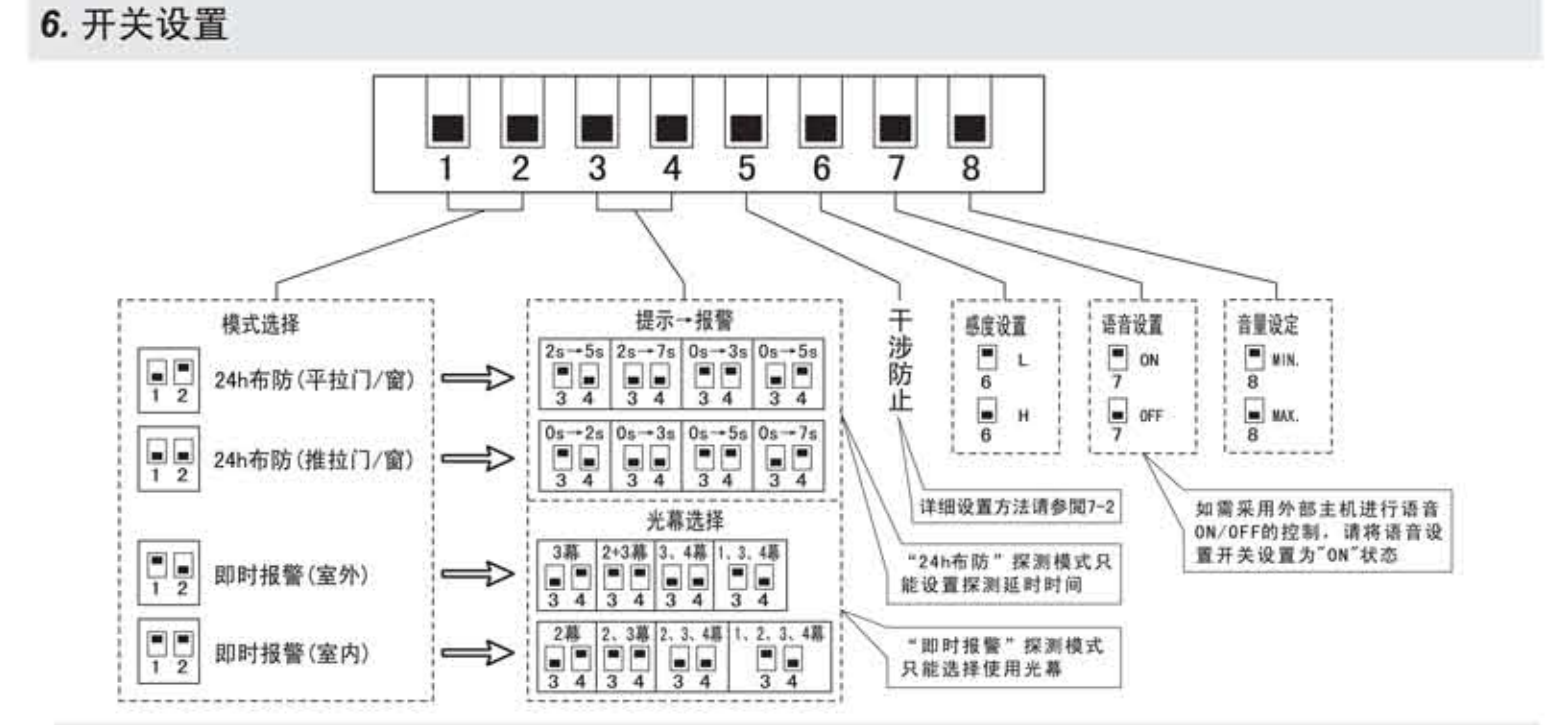 6. 开关设置
1 2 3 4 5 6 7 8
模式选择
1 2
24h布防(平拉门/窗)
1 2
24h布防(推拉门/窗)
1 2
即时报警(室外)
1 2
即时报警(室内)
提示→报警
2s→5s 2s→7s 0s→3s 0s→5s
3 4 3 4 3 4 3 4
0s→2s 0s→3s 0s→5s 0s→7s
3 4 3 4 3 4 3 4
光幕选择
3幕 2+3幕 3、4幕 1、3、4幕
3 4 3 4 3 4 3 4
2幕 2、3幕 2、3、4幕 1、2、3、4幕
3 4 3 4 3 4 3 4
干涉防止
感度设置
L
6
H
6
语音设置
ON
7
OFF
7
音量设定
MIN.
8
MAX.
8
详细设置方法请参閲7-2
“24h布防”探测模式只
能设置探测延时时间
“即时报警”探测模式
只能选择使用光幕
如需采用外部主机进行语音
ON/OFF的控制，请将语音设
置开关设置为"ON"状态